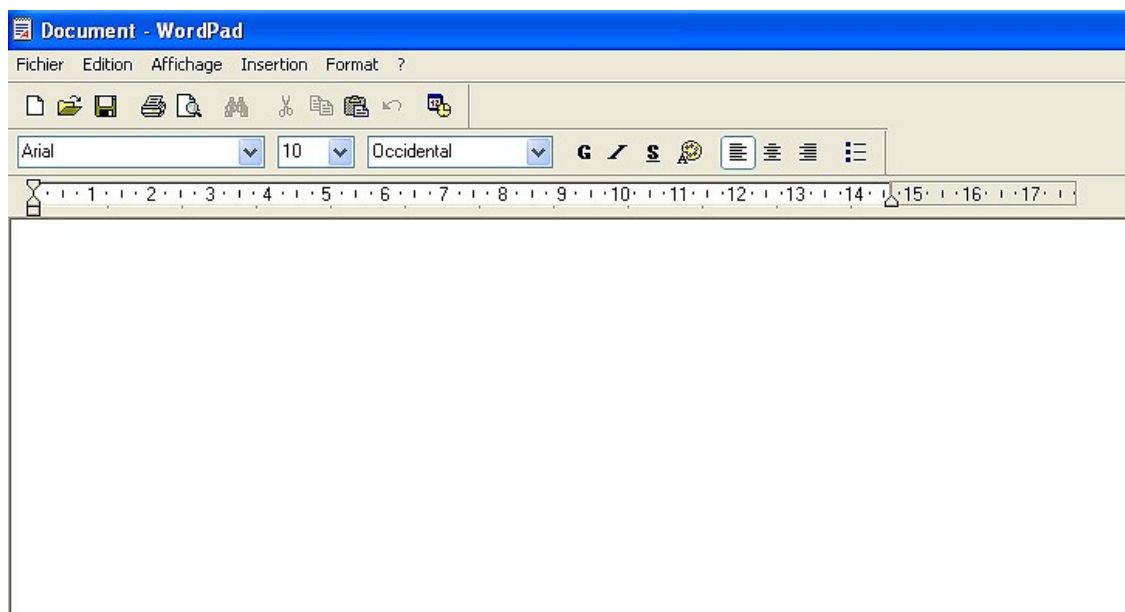 Document - WordPad
Fichier Edition Affichage Insertion Format ?
Arial 10 Occidental G I S
1 2 3 4 5 6 7 8 9 10 11 12 13 14 15 16 17